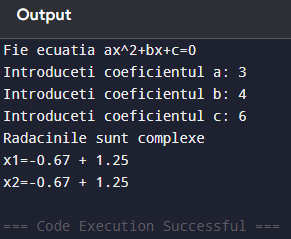 Output
Fie ecuatia ax^2+bx+c=0
Introduceti coeficientul a: 3
Introduceti coeficientul b: 4
Introduceti coeficientul c: 6
Radacinile sunt complexe
x1=-0.67 + 1.25
x2=-0.67 + 1.25
=== Code Execution Successful ===